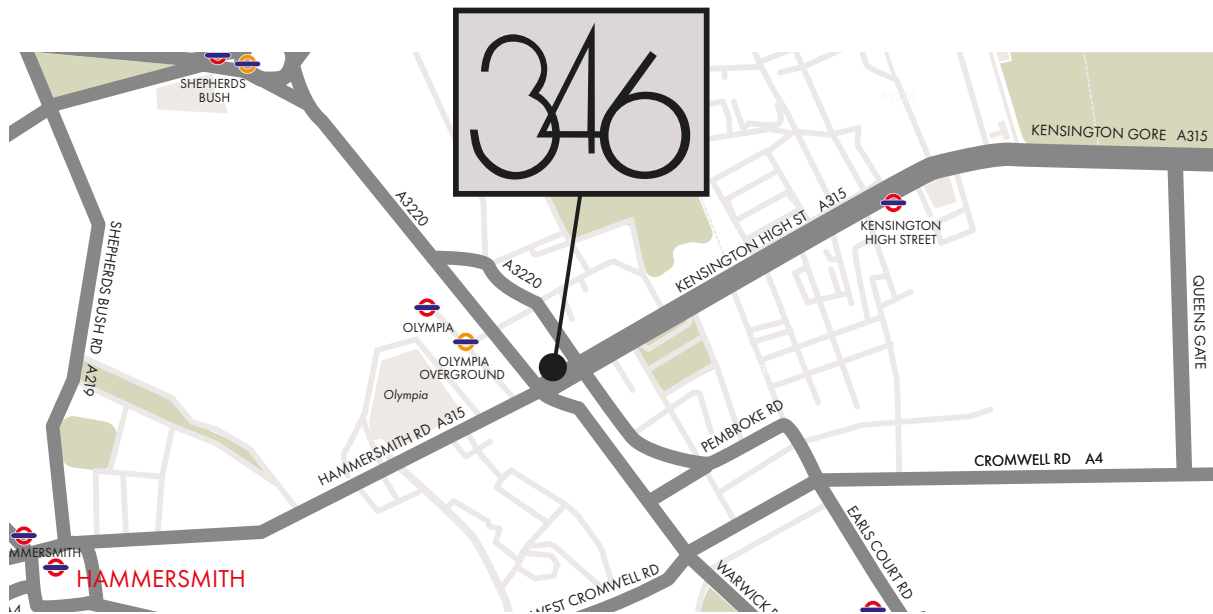 346
SHEPHERDS
BUSH
KENSINGTON GORE A315
A3220
KENSINGTON HIGH ST A315
KENSINGTON
HIGH STREET
SHEPHERDS BUSH RD
A219
A3220
QUEENS GATE
OLYMPIA
OLYMPIA
OVERGROUND
Olympia
HAMMERSMITH RD A315
PEMBROKE RD
CROMWELL RD A4
EARLS COURT RD
MMERSMITH
HAMMERSMITH
WEST CROMWELL RD
WARWICK R
A4